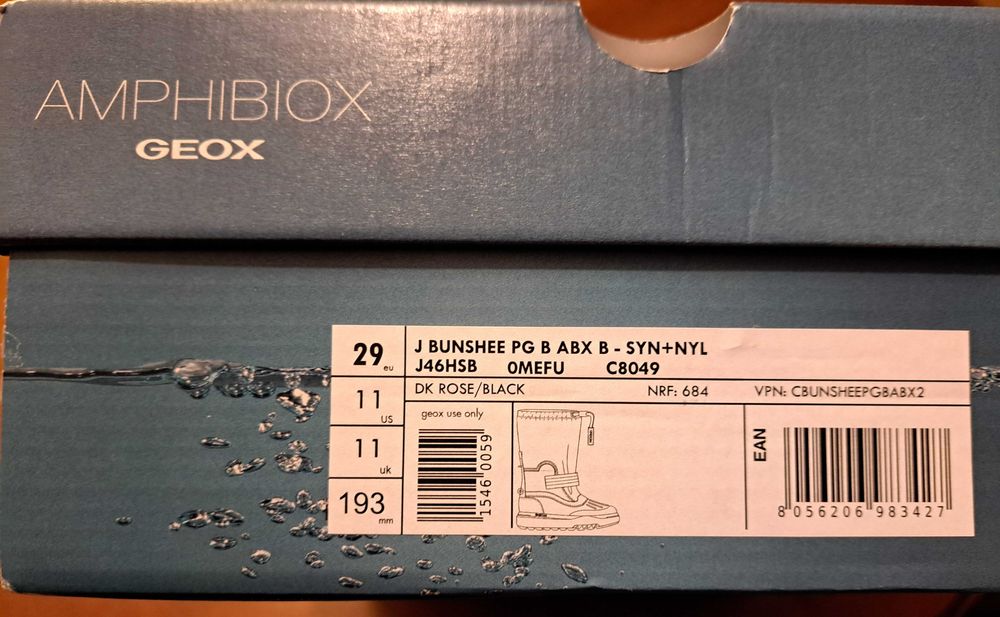 AMPHIBIOX
GEOX
29 eu
J BUNSHEE PG B ABX B - SYN+NYL
J46HSB 0MEFU C8049
11 US
DK ROSE/BLACK NRF: 684 VPN: CBUNSHEEPGBABX2
11 uk
193 mm
geox use only
1546 0059
EAN
8 056206 983427